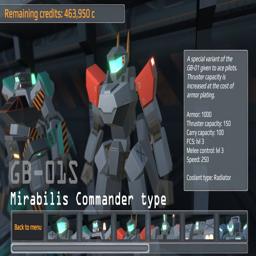 Remaining credits: 463,950 c
A special variant of the
GB-01 given to ace pilots.
Thruster capacity is
increased at the cost of
armor plating.
Armor: 1000
Thruster capacity: 150
Carry capacity: 100
FCS: lvl 3
Melee control: lvl 3
Speed: 250
Coolant type: Radiator
GB-01S
Mirabilis Commander type
Back to menu